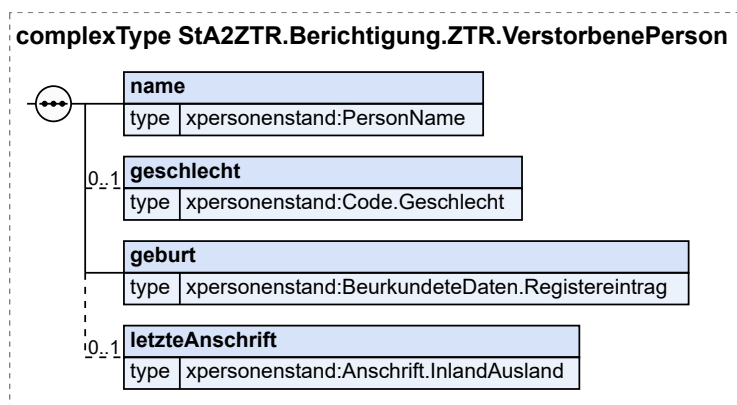 complexType StA2ZTR.Berichtigung.ZTR.VerstorbenePerson
name
type xpersonenstand:PersonName
0..1 geschlecht
type xpersonenstand:Code.Geschlecht
geburt
type xpersonenstand:BeurkundeteDaten.Registereintrag
0..1 letzteAnschrift
type xpersonenstand:Anschrift.InlandAusland